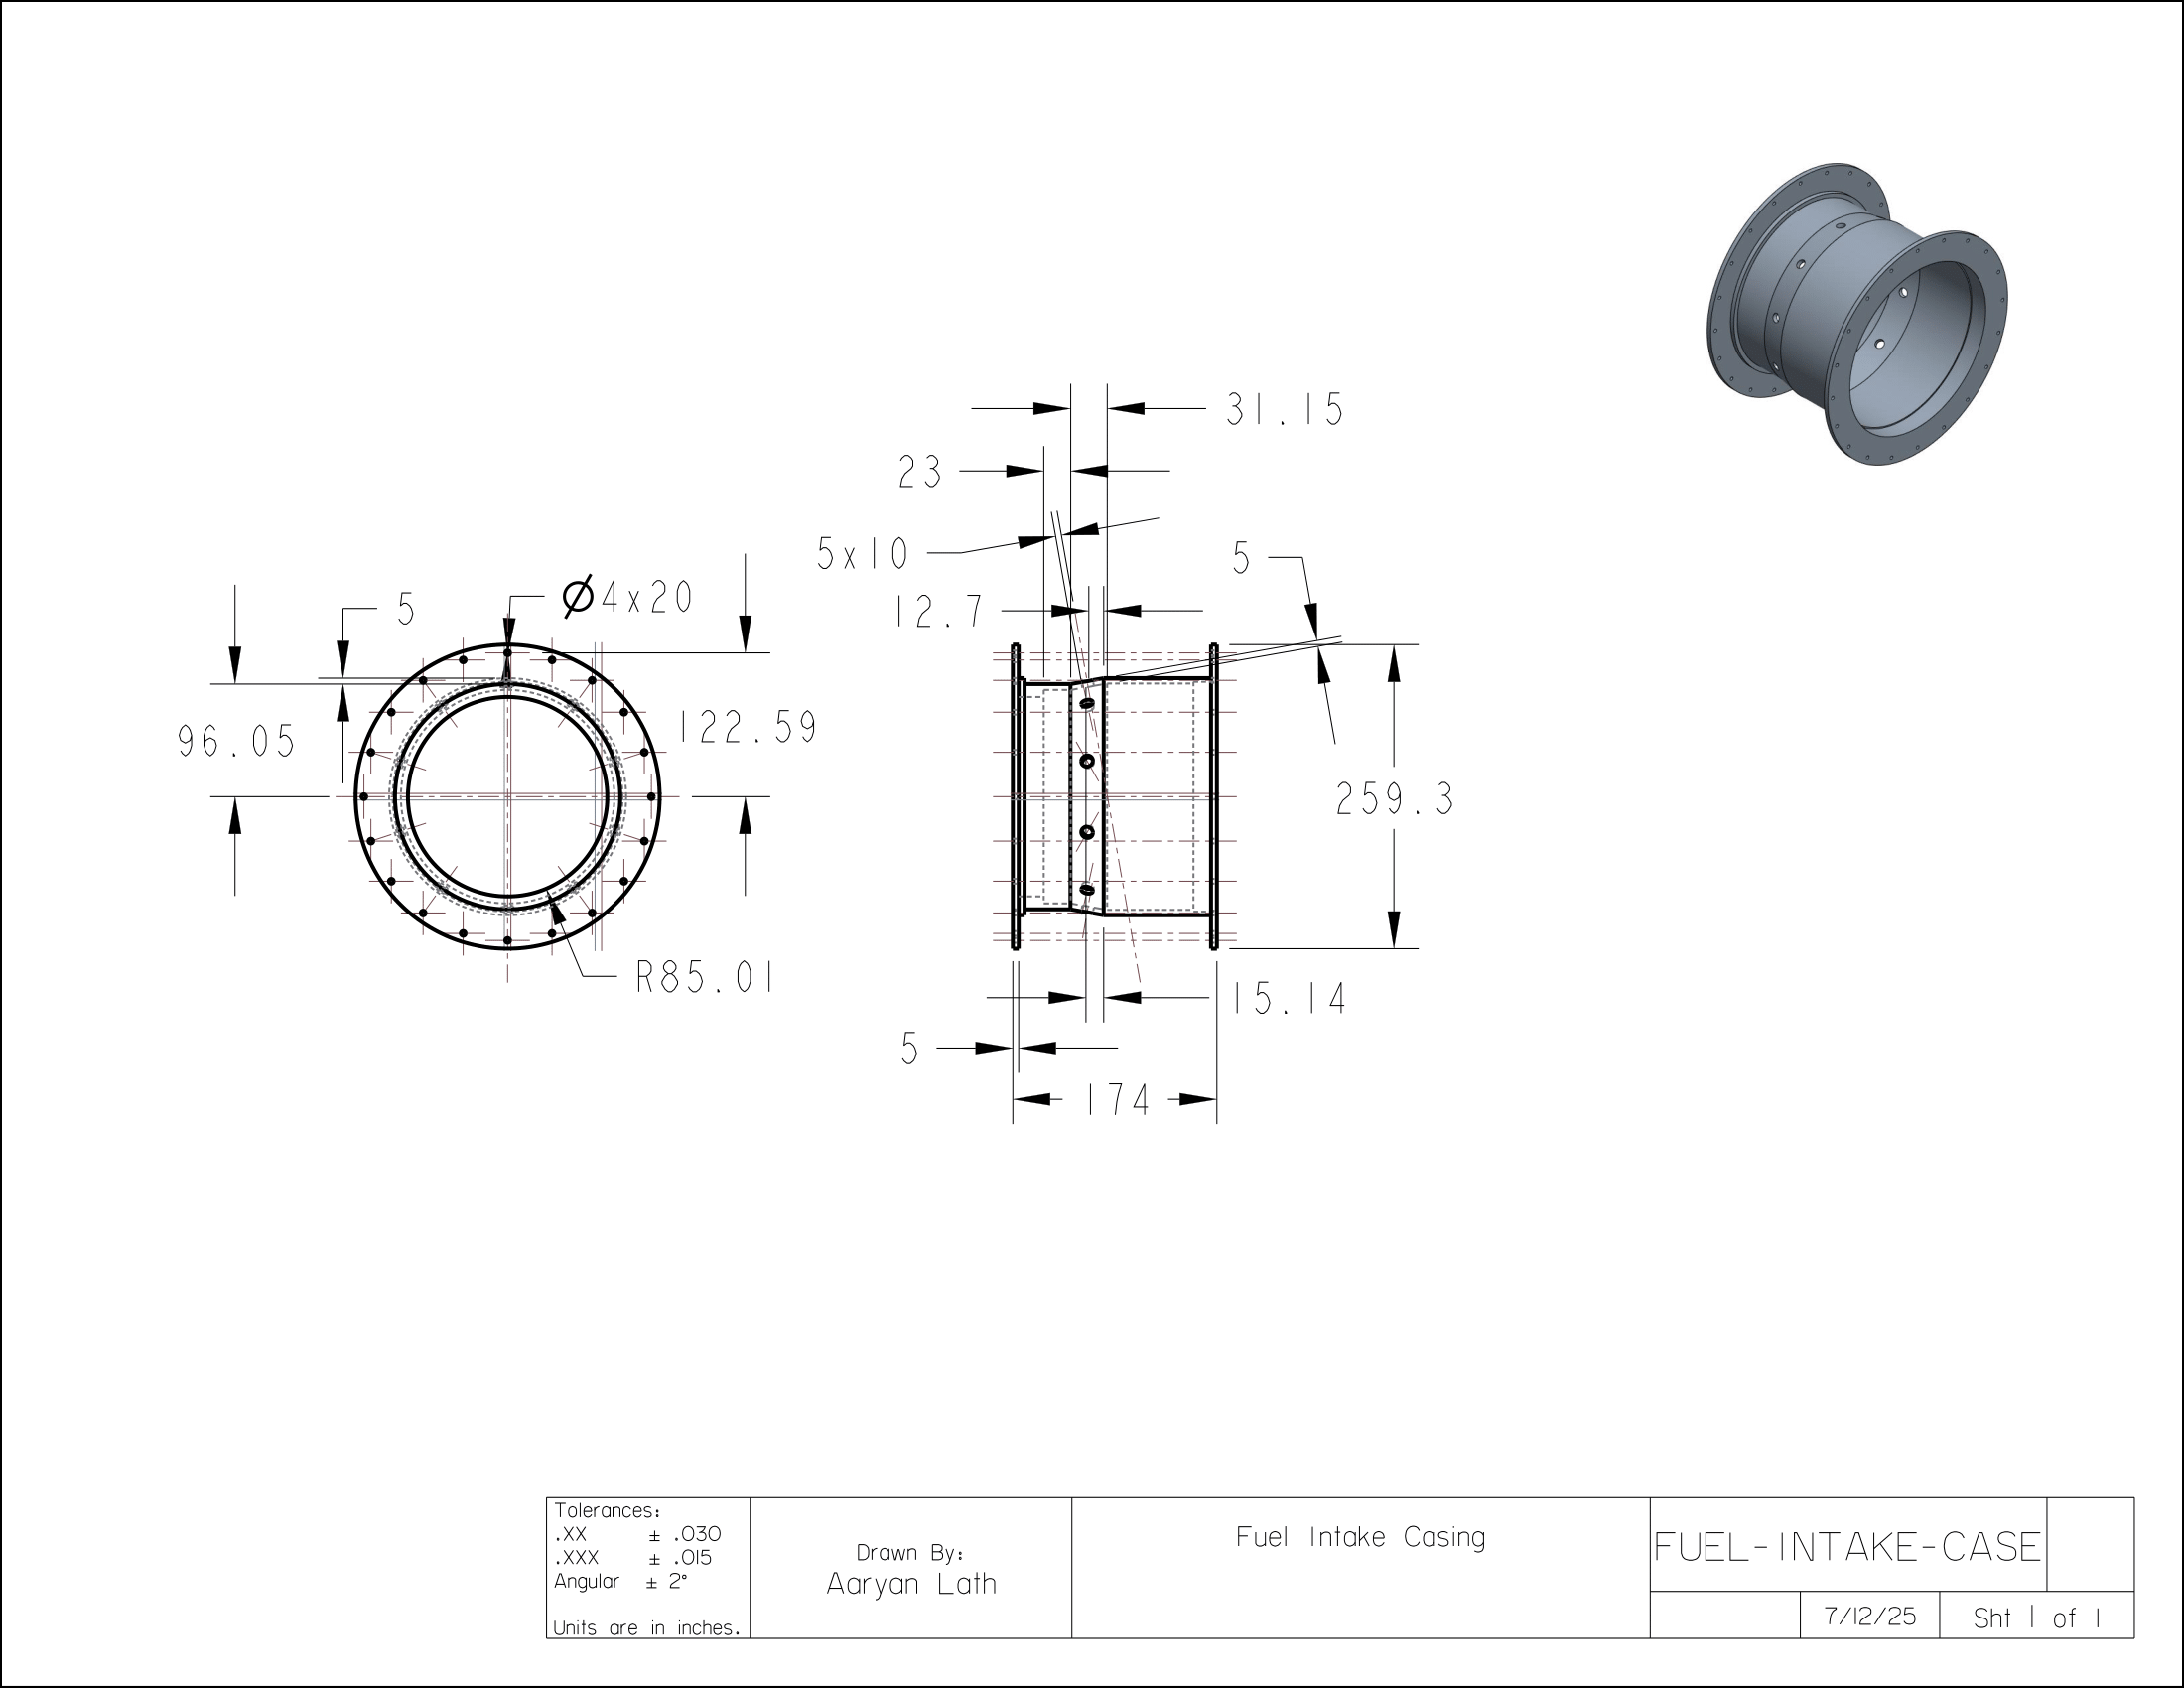 31.15
23
5x10
5
12.7
5
Ø4x20
96.05
122.59
259.3
R85.01
15.14
5
174
Tolerances:
.XX ± .030
.XXX ± .015
Angular ± 2°
Units are in inches.
Drawn By:
Aaryan Lath
Fuel Intake Casing
FUEL-INTAKE-CASE
7/12/25
Sht 1 of 1